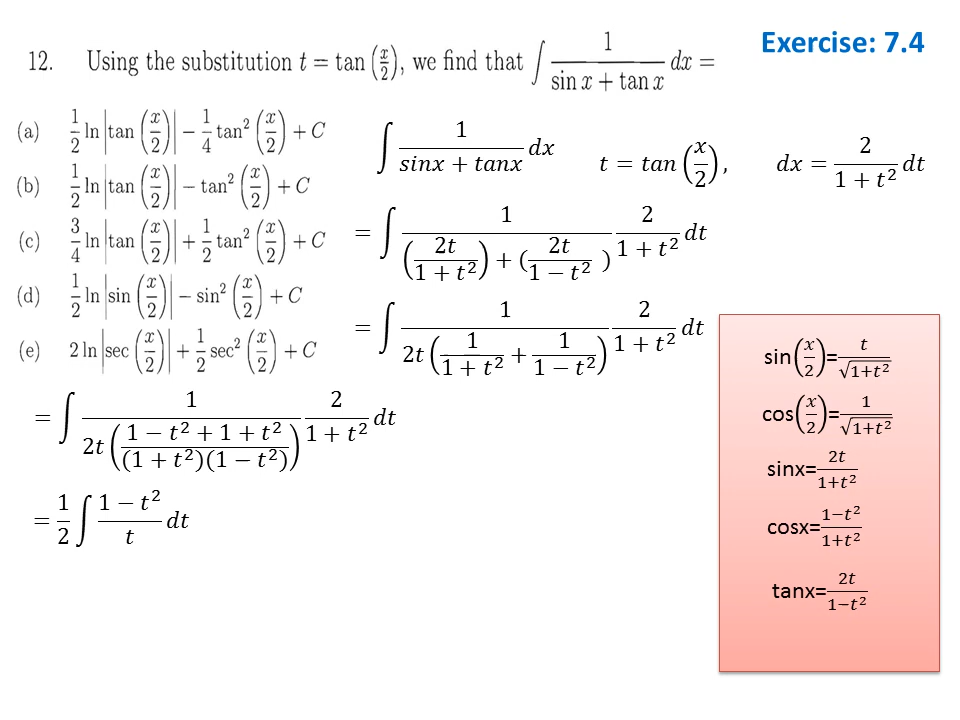 Exercise: 7.4
12. Using the substitution t = tan (x/2), we find that ∫ 1/(sin x + tan x) dx =
(a) 1/2 ln |tan (x/2)| − 1/4 tan² (x/2) + C
(b) 1/2 ln |tan (x/2)| − tan² (x/2) + C
(c) 3/4 ln |tan (x/2)| + 1/2 tan² (x/2) + C
(d) 1/2 ln |sin (x/2)| − sin² (x/2) + C
(e) 2 ln |sec (x/2)| + 1/2 sec² (x/2) + C
∫ 1/(sinx + tanx) dx t = tan (x/2), dx = 2/(1 + t²) dt
= ∫ 1/((2t/(1 + t²)) + (2t/(1 − t²))) 2/(1 + t²) dt
= ∫ 1/(2t (1/(1 + t²) + 1/(1 − t²))) 2/(1 + t²) dt
= ∫ 1/(2t ((1 − t² + 1 + t²)/((1 + t²)(1 − t²)))) 2/(1 + t²) dt
= 1/2 ∫ (1 − t²)/t dt
sin(x/2)=t/√(1+t²)
cos(x/2)=1/√(1+t²)
sinx=2t/(1+t²)
cosx=(1−t²)/(1+t²)
tanx=2t/(1−t²)